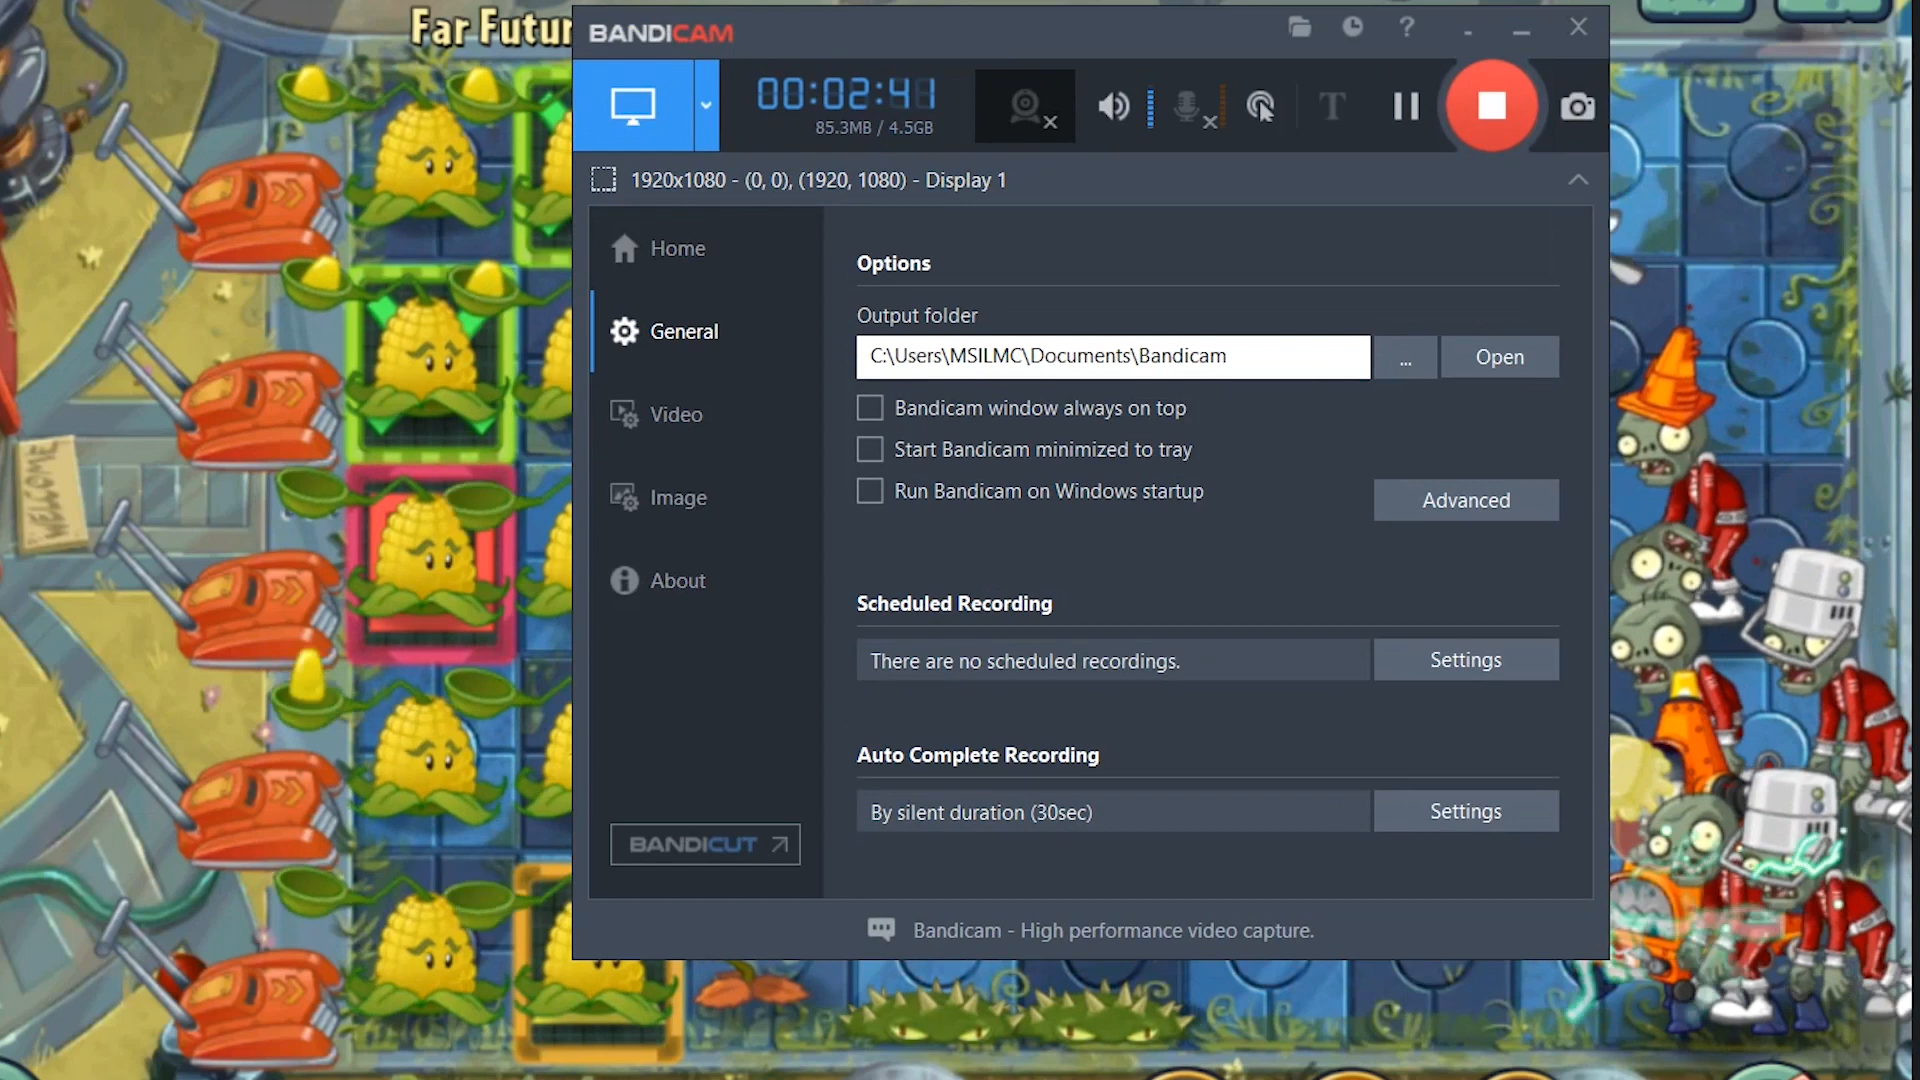 Far Futur
BANDICAM
00:02:41
85.3MB / 4.5GB
T
1920x1080 - (0, 0), (1920, 1080) - Display 1
Home
General
Video
Image
About
BANDICUT
Options
Output folder
C:\Users\MSILMC\Documents\Bandicam
...
Open
Bandicam window always on top
Start Bandicam minimized to tray
Run Bandicam on Windows startup
Advanced
Scheduled Recording
There are no scheduled recordings.
Settings
Auto Complete Recording
By silent duration (30sec)
Settings
Bandicam - High performance video capture.
WELCOME